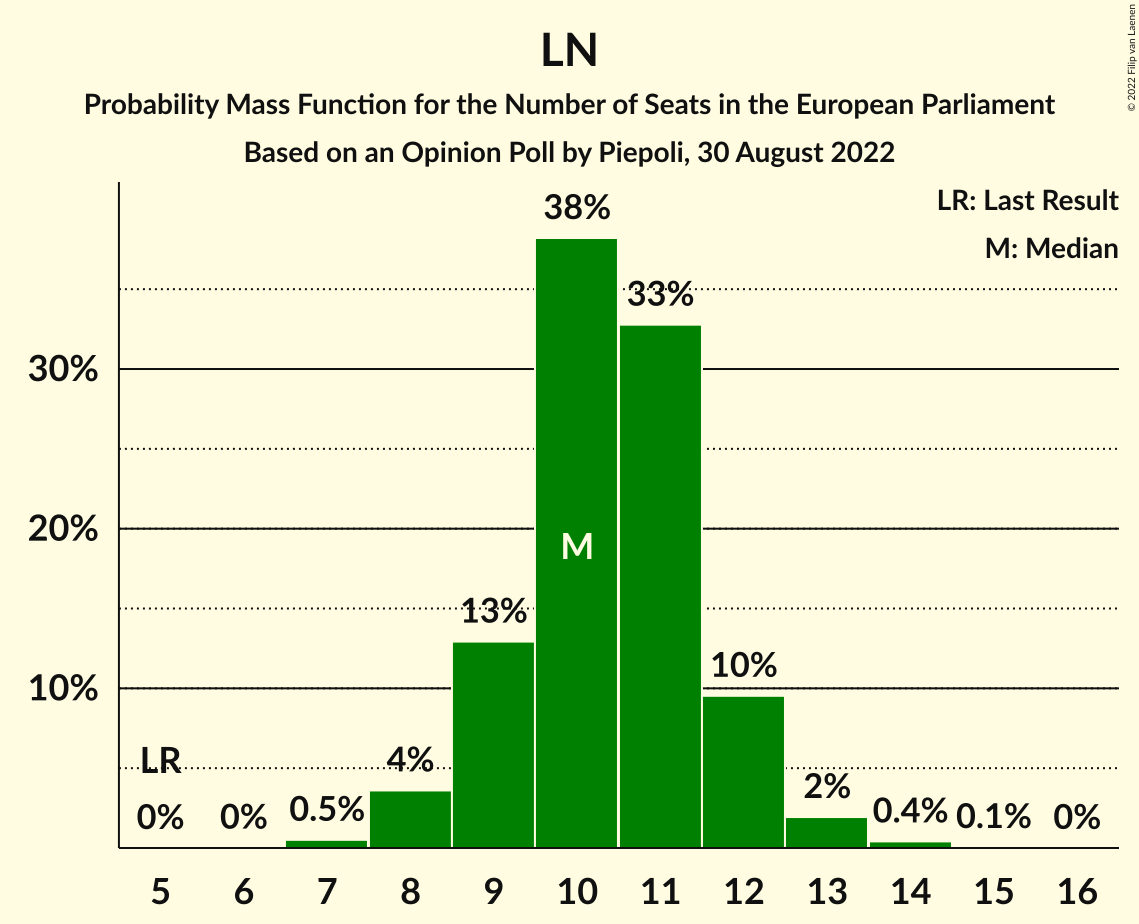 LN
Probability Mass Function for the Number of Seats in the European Parliament
Based on an Opinion Poll by Piepoli, 30 August 2022
© 2022 Filip van Laenen
LR: Last Result
M: Median
38%
33%
30%
20%
M
13%
10%
10%
LR
4%
2%
0% 0% 0.5% 0.4% 0.1% 0%
5 6 7 8 9 10 11 12 13 14 15 16